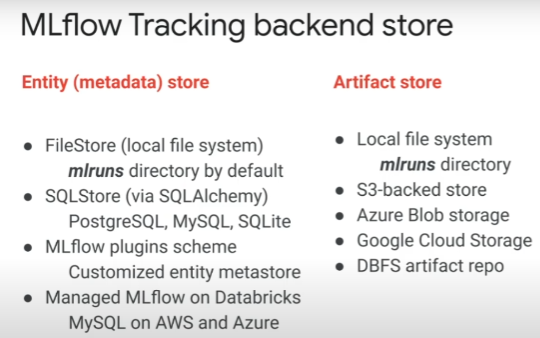 MLflow Tracking backend store
Entity (metadata) store
FileStore (local file system)
mlruns directory by default
SQLStore (via SQLAlchemy)
PostgreSQL, MySQL, SQLite
MLflow plugins scheme
Customized entity metastore
Managed MLflow on Databricks
MySQL on AWS and Azure
Artifact store
Local file system
mlruns directory
S3-backed store
Azure Blob storage
Google Cloud Storage
DBFS artifact repo